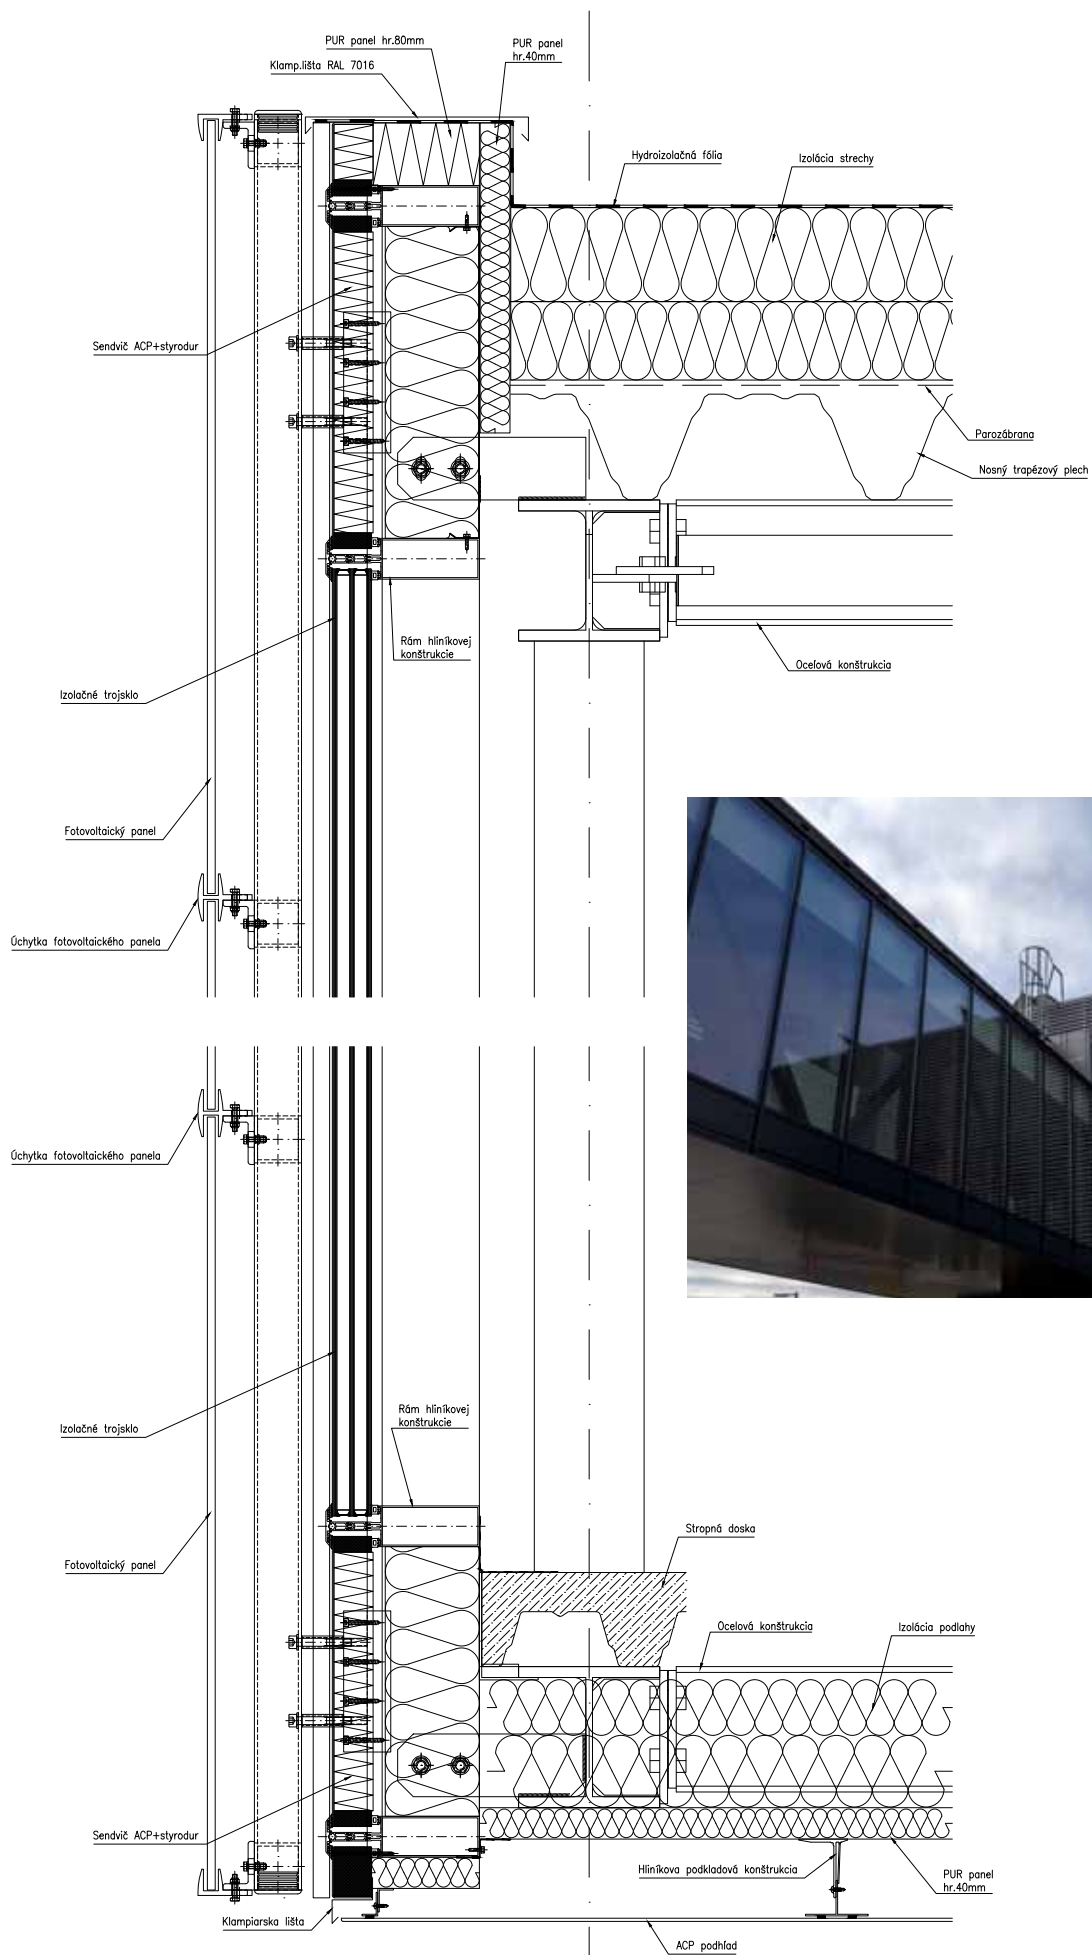 PUR panel hr.80mm
PUR panel
hr.40mm
Klamp.lišta RAL 7016
Hydroizolačná fólia
Izolácia strechy
Sendvič ACP+styrodur
Parozábrana
Nosný trapézový plech
Rám hliníkovej
konštrukcie
Oceľová konštrukcia
Izolačné trojsklo
Fotovoltaický panel
Úchytka fotovoltaického panela
Úchytka fotovoltaického panela
Rám hliníkovej
konštrukcie
Izolačné trojsklo
Stropná doska
Fotovoltaický panel
Ocelová konštrukcia
Izolácia podlahy
Sendvič ACP+styrodur
Hliníkova podkladová konštrukcia
PUR panel
hr.40mm
Klampiarska lišta
ACP podhľad